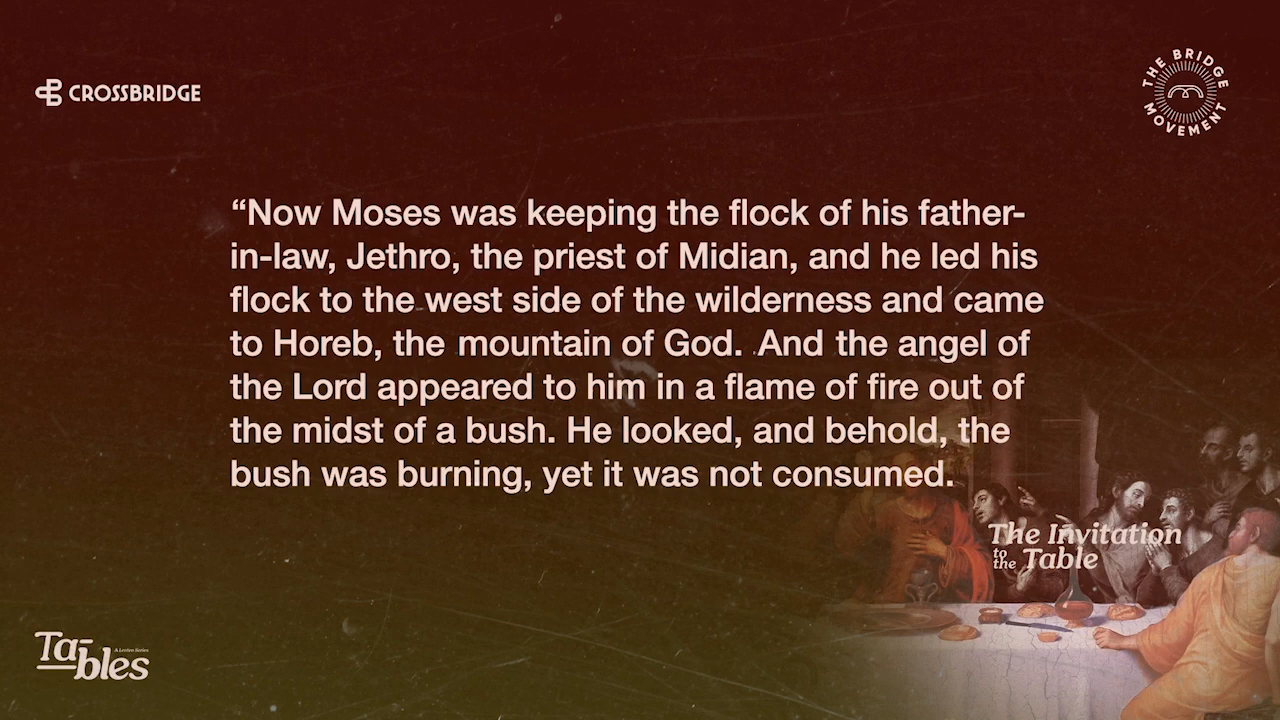 CROSSBRIDGE
THE BRIDGE MOVEMENT
“Now Moses was keeping the flock of his father-
in-law, Jethro, the priest of Midian, and he led his
flock to the west side of the wilderness and came
to Horeb, the mountain of God. And the angel of
the Lord appeared to him in a flame of fire out of
the midst of a bush. He looked, and behold, the
bush was burning, yet it was not consumed.
The Invitation
to the Table
Ta-
bles
A Lenten Series